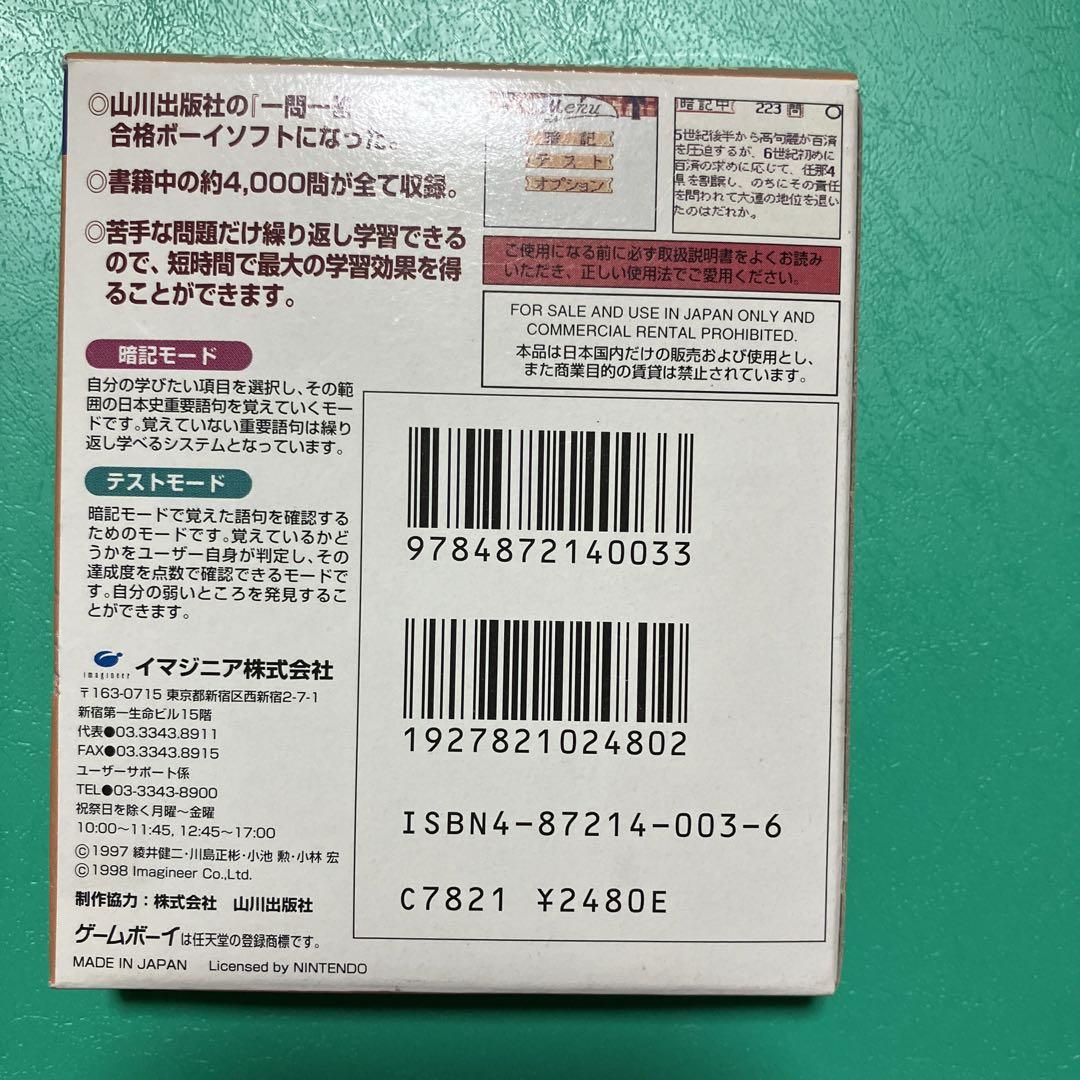 ◎山川出版社の『一問一
合格ボーイソフトになった。
◎書籍中の約4,000問が全て収録。
◎苦手な問題だけ繰り返し学習できる
ので、短時間で最大の学習効果を得
ることができます。
暗記モード
自分の学びたい項目を選択し、その範
囲の日本史重要語句を覚えていくモー
ドです。覚えていない重要語句は繰り
返し学べるシステムとなっています。
テストモード
暗記モードで覚えた語句を確認する
ためのモードです。覚えているかど
うかをユーザー自身が判定し、その
達成度を点数で確認できるモードで
す。自分の弱いところを発見するこ
とができます。
imagineer イマジニア株式会社
〒163-0715 東京都新宿区西新宿2-7-1
新宿第一生命ビル15階
代表●03.3343.8911
FAX●03.3343.8915
ユーザーサポート係
TEL●03-3343-8900
祝祭日を除く月曜～金曜
10:00～11:45, 12:45～17:00
©1997 綾井健二・川島正彬・小池 勲・小林 宏
©1998 Imagineer Co.,Ltd.
制作協力：株式会社 山川出版社
ゲームボーイは任天堂の登録商標です。
MADE IN JAPAN Licensed by NINTENDO
Menu
暗記
テスト
オプション
暗記中 223問
5世紀後半から高句麗が百済
を圧迫するが、6世紀初めに
百済の求めに応じて、任那4
県を割譲し、のちにその責任
を問われて大連の地位を退い
たのはだれか。
ご使用になる前に必ず取扱説明書をよくお読み
いただき、正しい使用法でご愛用ください。
FOR SALE AND USE IN JAPAN ONLY AND
COMMERCIAL RENTAL PROHIBITED.
本品は日本国内だけの販売および使用とし、
また商業目的の賃貸は禁止されています。
9784872140033
1927821024802
ISBN4-87214-003-6
C7821 ¥2480E